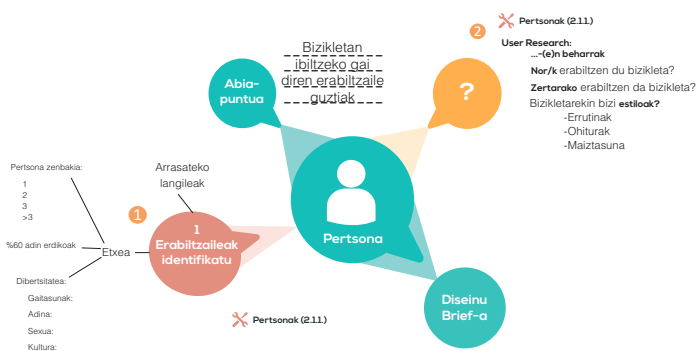 Bizikletan
ibiltzeko gai
diren erabiltzaile
guztiak
Abia-
puntua
2
Pertsonak (2.1.1.)
User Research:
...-(e)n beharrak
Nor/k erabiltzen du bizikleta?
Zertarako erabiltzen da bizikleta?
Bizikletarekin bizi estiloak?
-Errutinak
-Ohiturak
-Maiztasuna
?
Pertsona
Arrasateko
langileak
1
1
Erabiltzaileak
identifikatu
Pertsona zenbakia:
1
2
3
>3
%60 adin erdikoak
Etxea
Dibertsitatea:
Gaitasunak:
Adina:
Sexua:
Kultura:
Pertsonak (2.1.1.)
Diseinu
Brief-a